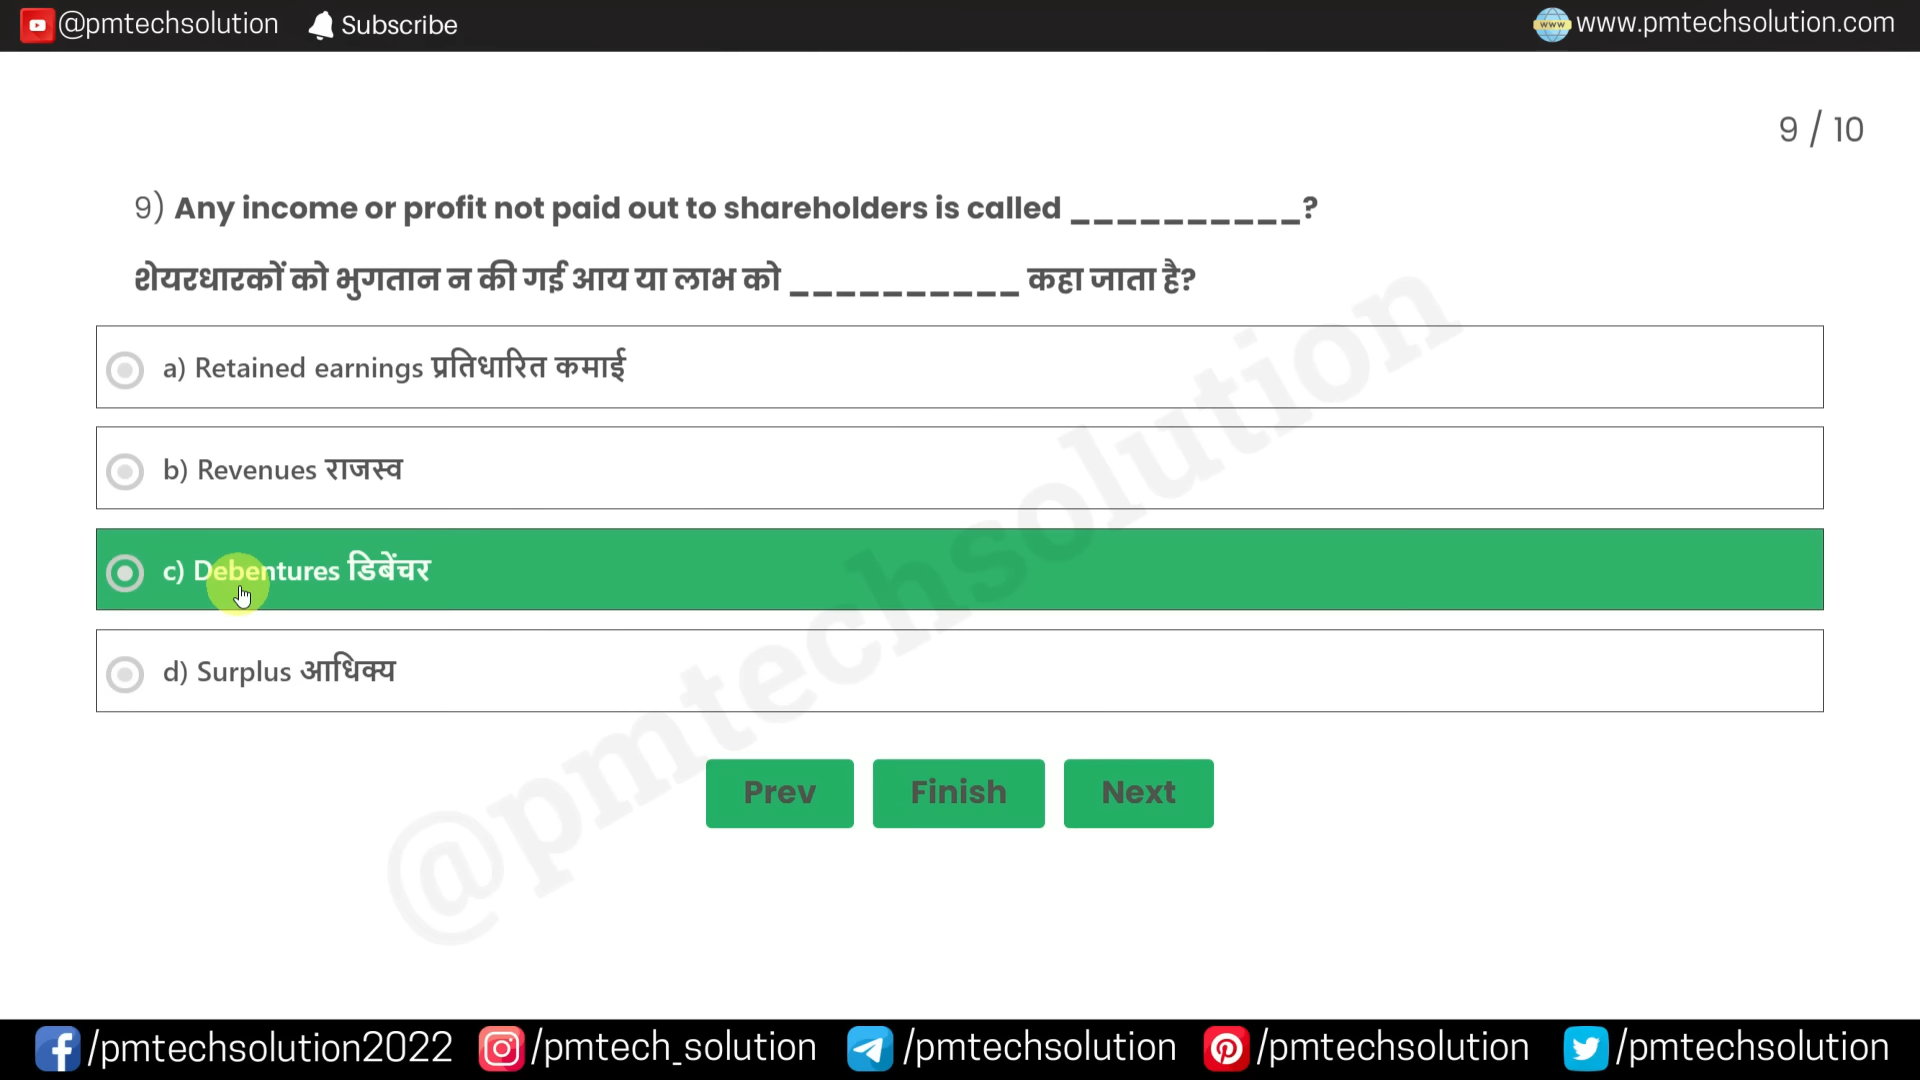 @pmtechsolution Subscribe www.pmtechsolution.com
9 / 10
9) Any income or profit not paid out to shareholders is called __________?
शेयरधारकों को भुगतान न की गई आय या लाभ को __________ कहा जाता है?
a) Retained earnings प्रतिधारित कमाई
b) Revenues राजस्व
c) Debentures डिबेंचर
d) Surplus आधिक्य
Prev Finish Next
@pmtechsolution
/pmtechsolution2022 /pmtech_solution /pmtechsolution /pmtechsolution /pmtechsolution